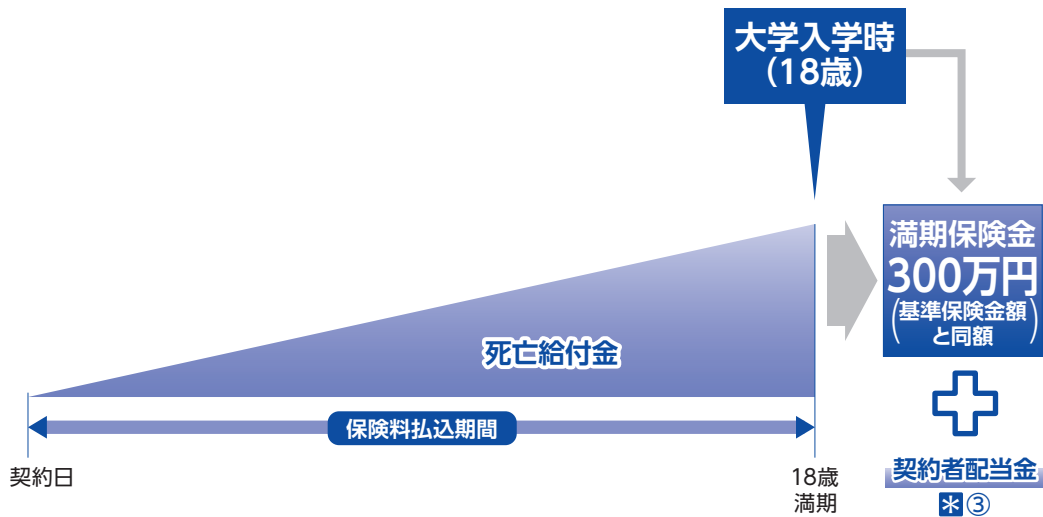 大学入学時
(18歳)
満期保険金
300万円
(基準保険金額
と同額)
死亡給付金
保険料払込期間
契約日
18歳
満期
契約者配当金
*③